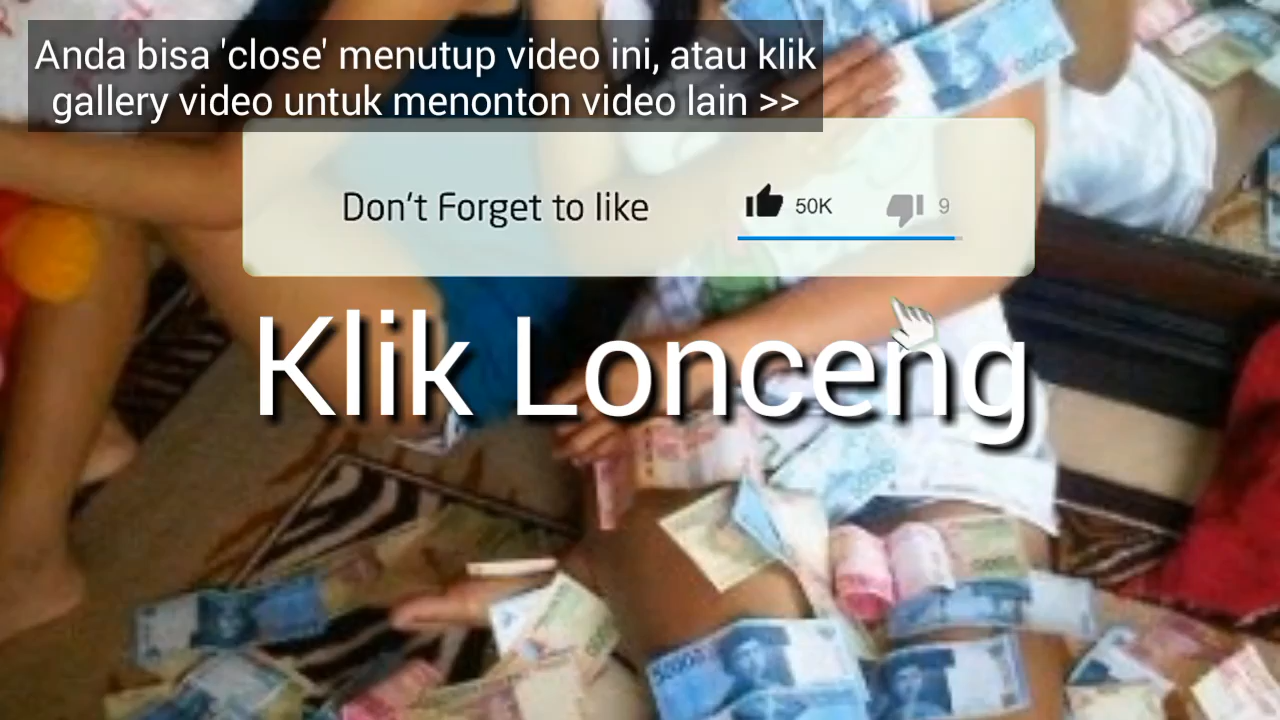 Anda bisa 'close' menutup video ini, atau klik
gallery video untuk menonton video lain >>
Don't Forget to like
50K
9
Klik Lonceng